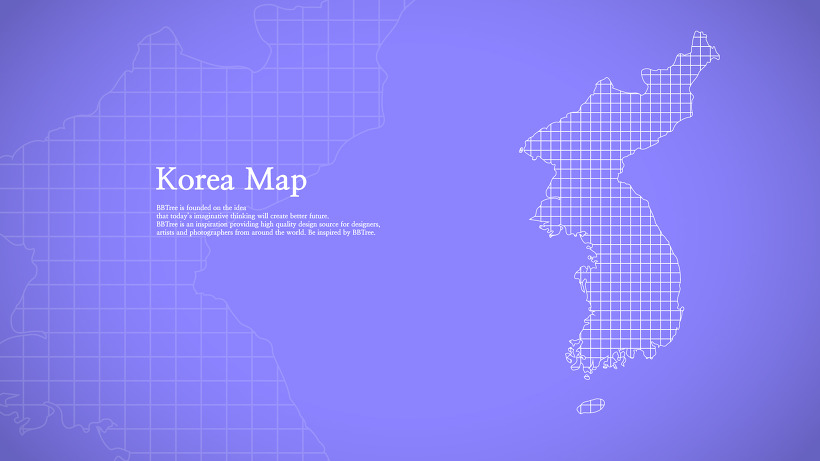 Korea Map
BBTree is founded on the idea
that today's imaginative thinking will create better future.
BBTree is an inspiration providing high quality design source for designers,
artists and photographers from around the world. Be inspired by BBTree.